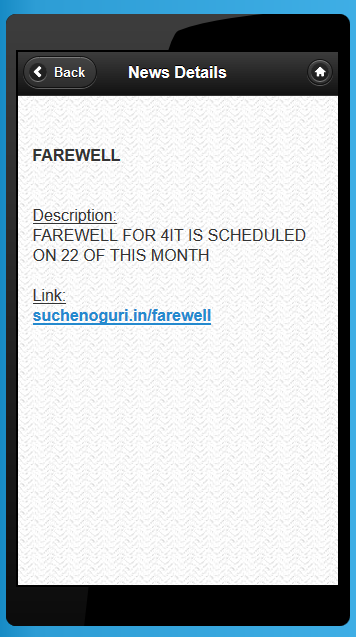 Back
News Details
FAREWELL
Description:
FAREWELL FOR 4IT IS SCHEDULED
ON 22 OF THIS MONTH
Link:
suchenoguri.in/farewell